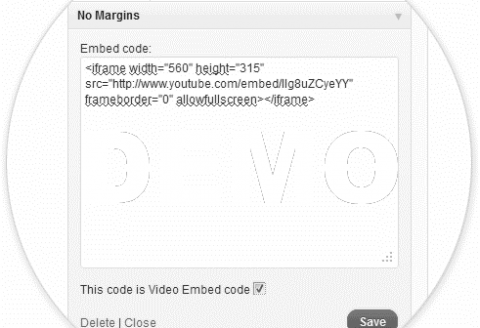 No Margins
Embed code:
<iframe width="560" height="315"
src="http://www.youtube.com/embed/Ilg8uZCyeYY"
frameborder="0" allowfullscreen></iframe>
DEMO
This code is Video Embed code
Delete | Close
Save